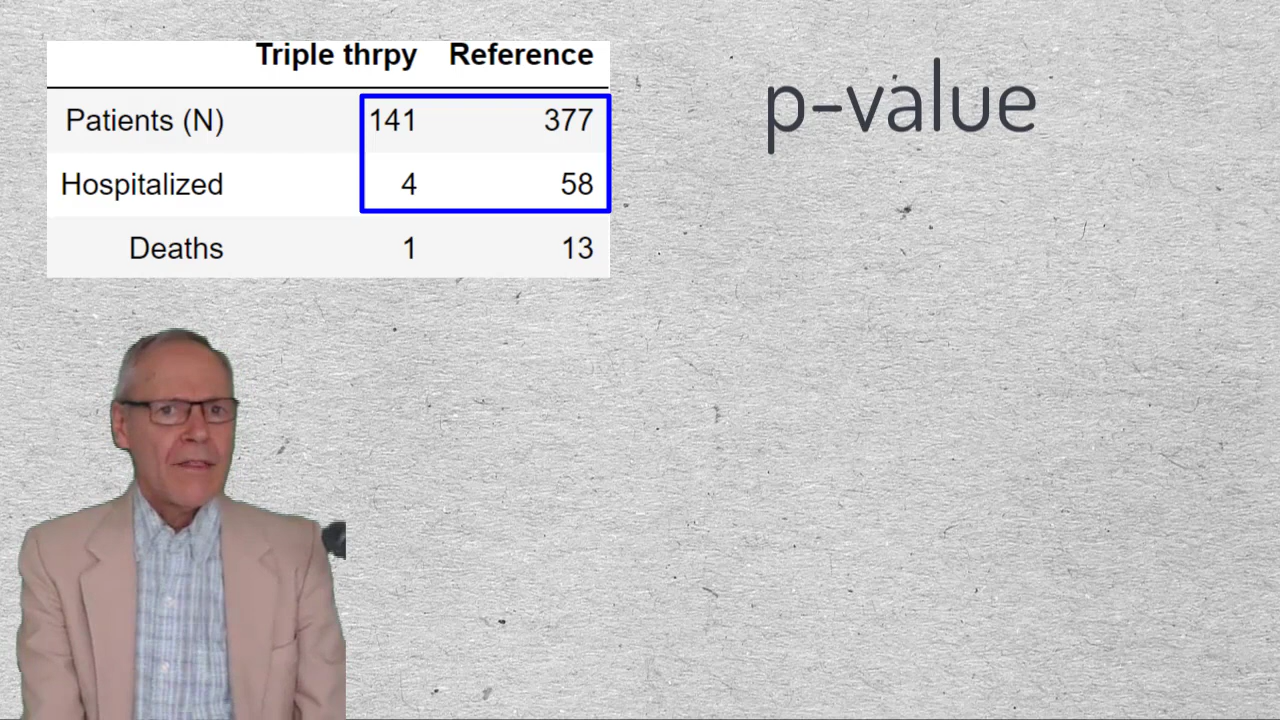 Triple thrpy Reference
Patients (N) 141 377
Hospitalized 4 58
Deaths 1 13
p-value